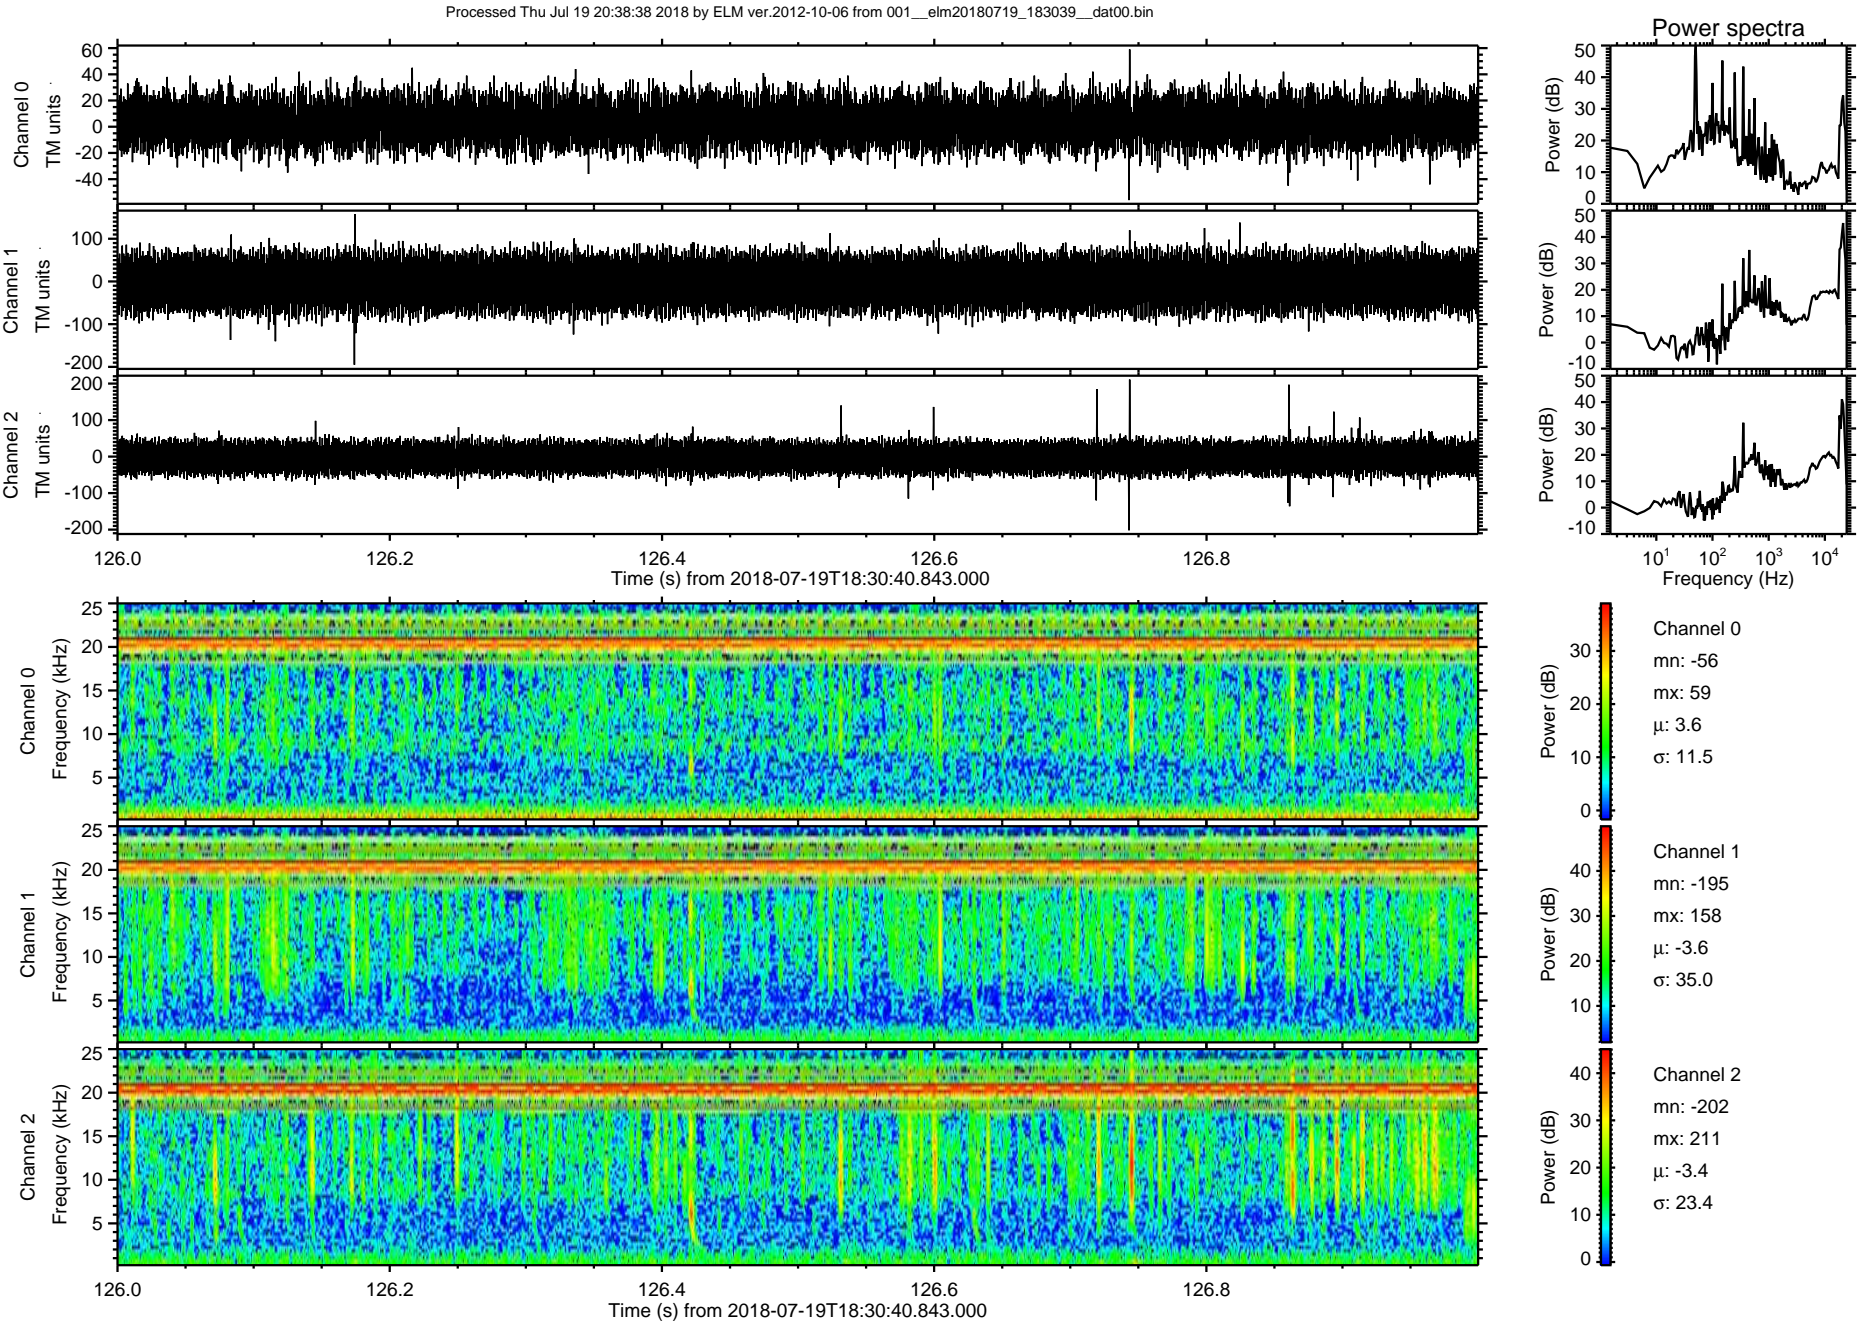 Processed Thu Jul 19 20:38:38 2018 by ELM ver.2012-10-06 from 001__elm20180719_183039__dat00.bin
Power spectra
Channel 0
TM units
60
40
20
0
-20
-40
Power (dB)
50
40
30
20
10
0
Channel 1
TM units
100
0
-100
-200
Power (dB)
50
40
30
20
10
0
-10
Channel 2
TM units
200
100
0
-100
-200
Power (dB)
50
40
30
20
10
0
-10
126.0 126.2 126.4 126.6 126.8
Time (s) from 2018-07-19T18:30:40.843.000
10^1 10^2 10^3 10^4
Frequency (Hz)
Channel 0
Frequency (kHz)
25
20
15
10
5
Power (dB)
30
20
10
0
Channel 0
mn: -56
mx: 59
μ: 3.6
σ: 11.5
Channel 1
Frequency (kHz)
25
20
15
10
5
Power (dB)
40
30
20
10
Channel 1
mn: -195
mx: 158
μ: -3.6
σ: 35.0
Channel 2
Frequency (kHz)
25
20
15
10
5
Power (dB)
40
30
20
10
0
Channel 2
mn: -202
mx: 211
μ: -3.4
σ: 23.4
126.0 126.2 126.4 126.6 126.8
Time (s) from 2018-07-19T18:30:40.843.000